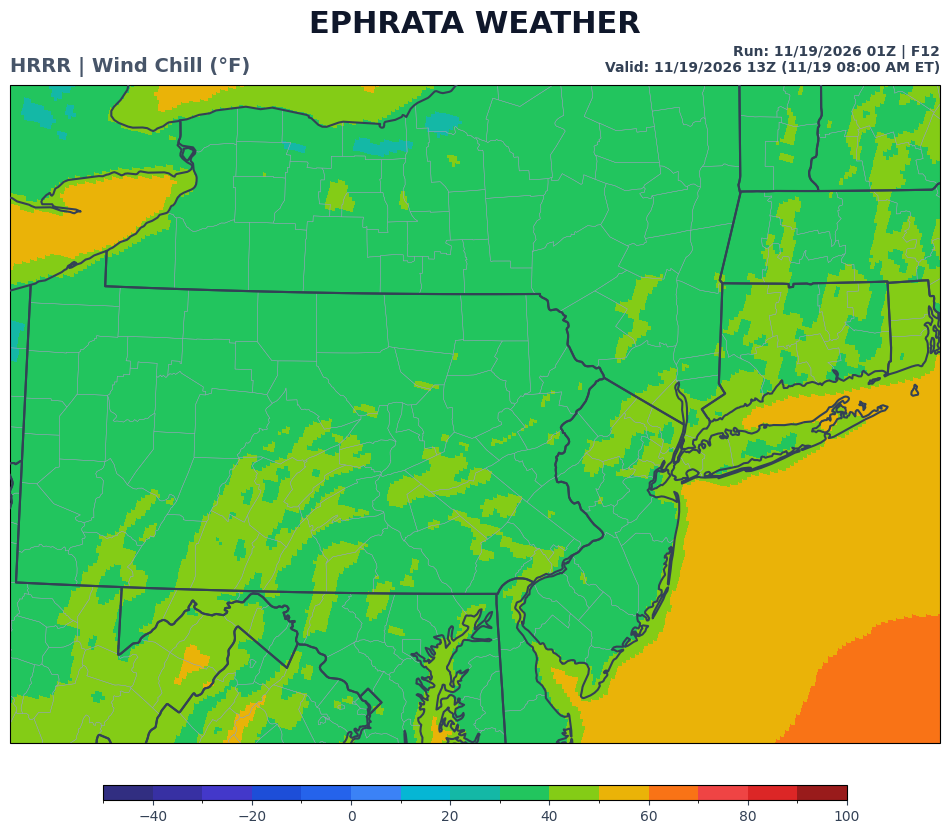 EPHRATA WEATHER
HRRR | Wind Chill (°F)
Run: 11/19/2026 01Z | F12
Valid: 11/19/2026 13Z (11/19 08:00 AM ET)
−40 −20 0 20 40 60 80 100